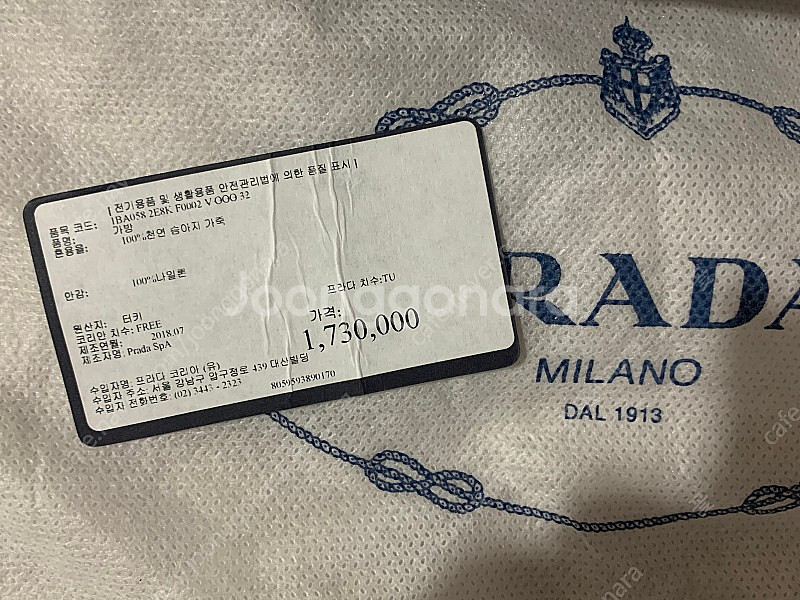 [ 전기용품 및 생활용품 안전관리법에 의한 품질 표시 ]
품목 코드: 1BA058 2E8K F0002 V OOO 32
품명: 가방
혼용율: 100%천연 송아지 가죽
안감: 100%나일론
프라다 치수:TU
원산지: 터키
코리안 치수: FREE
제조연월: 2018.07
제조자명: Prada SpA
가격:
1,730,000
수입자명: 프라다 코리아 (유)
수입자 주소: 서울 강남구 압구정로 439 대신빌딩
수입자 전화번호: (02) 3443 - 2323
8059593890170
PRADA
MILANO
DAL 1913
Joonggonara